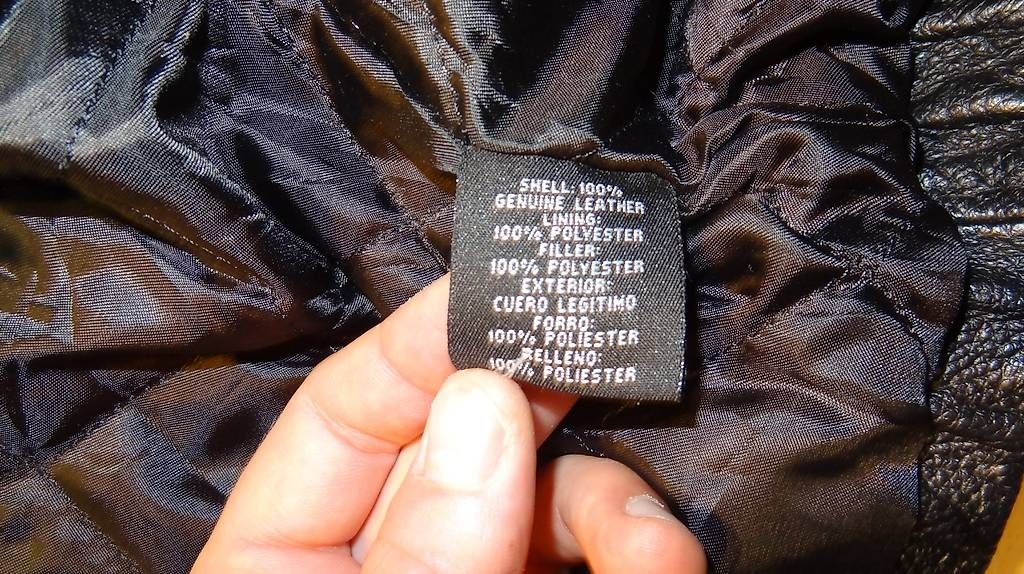 SHELL: 100%
GENUINE LEATHER
LINING:
100% POLYESTER
FILLER:
100% POLYESTER
EXTERIOR:
CUERO LEGITIMO
FORRO:
100% POLIESTER
RELLENO:
100% POLIESTER